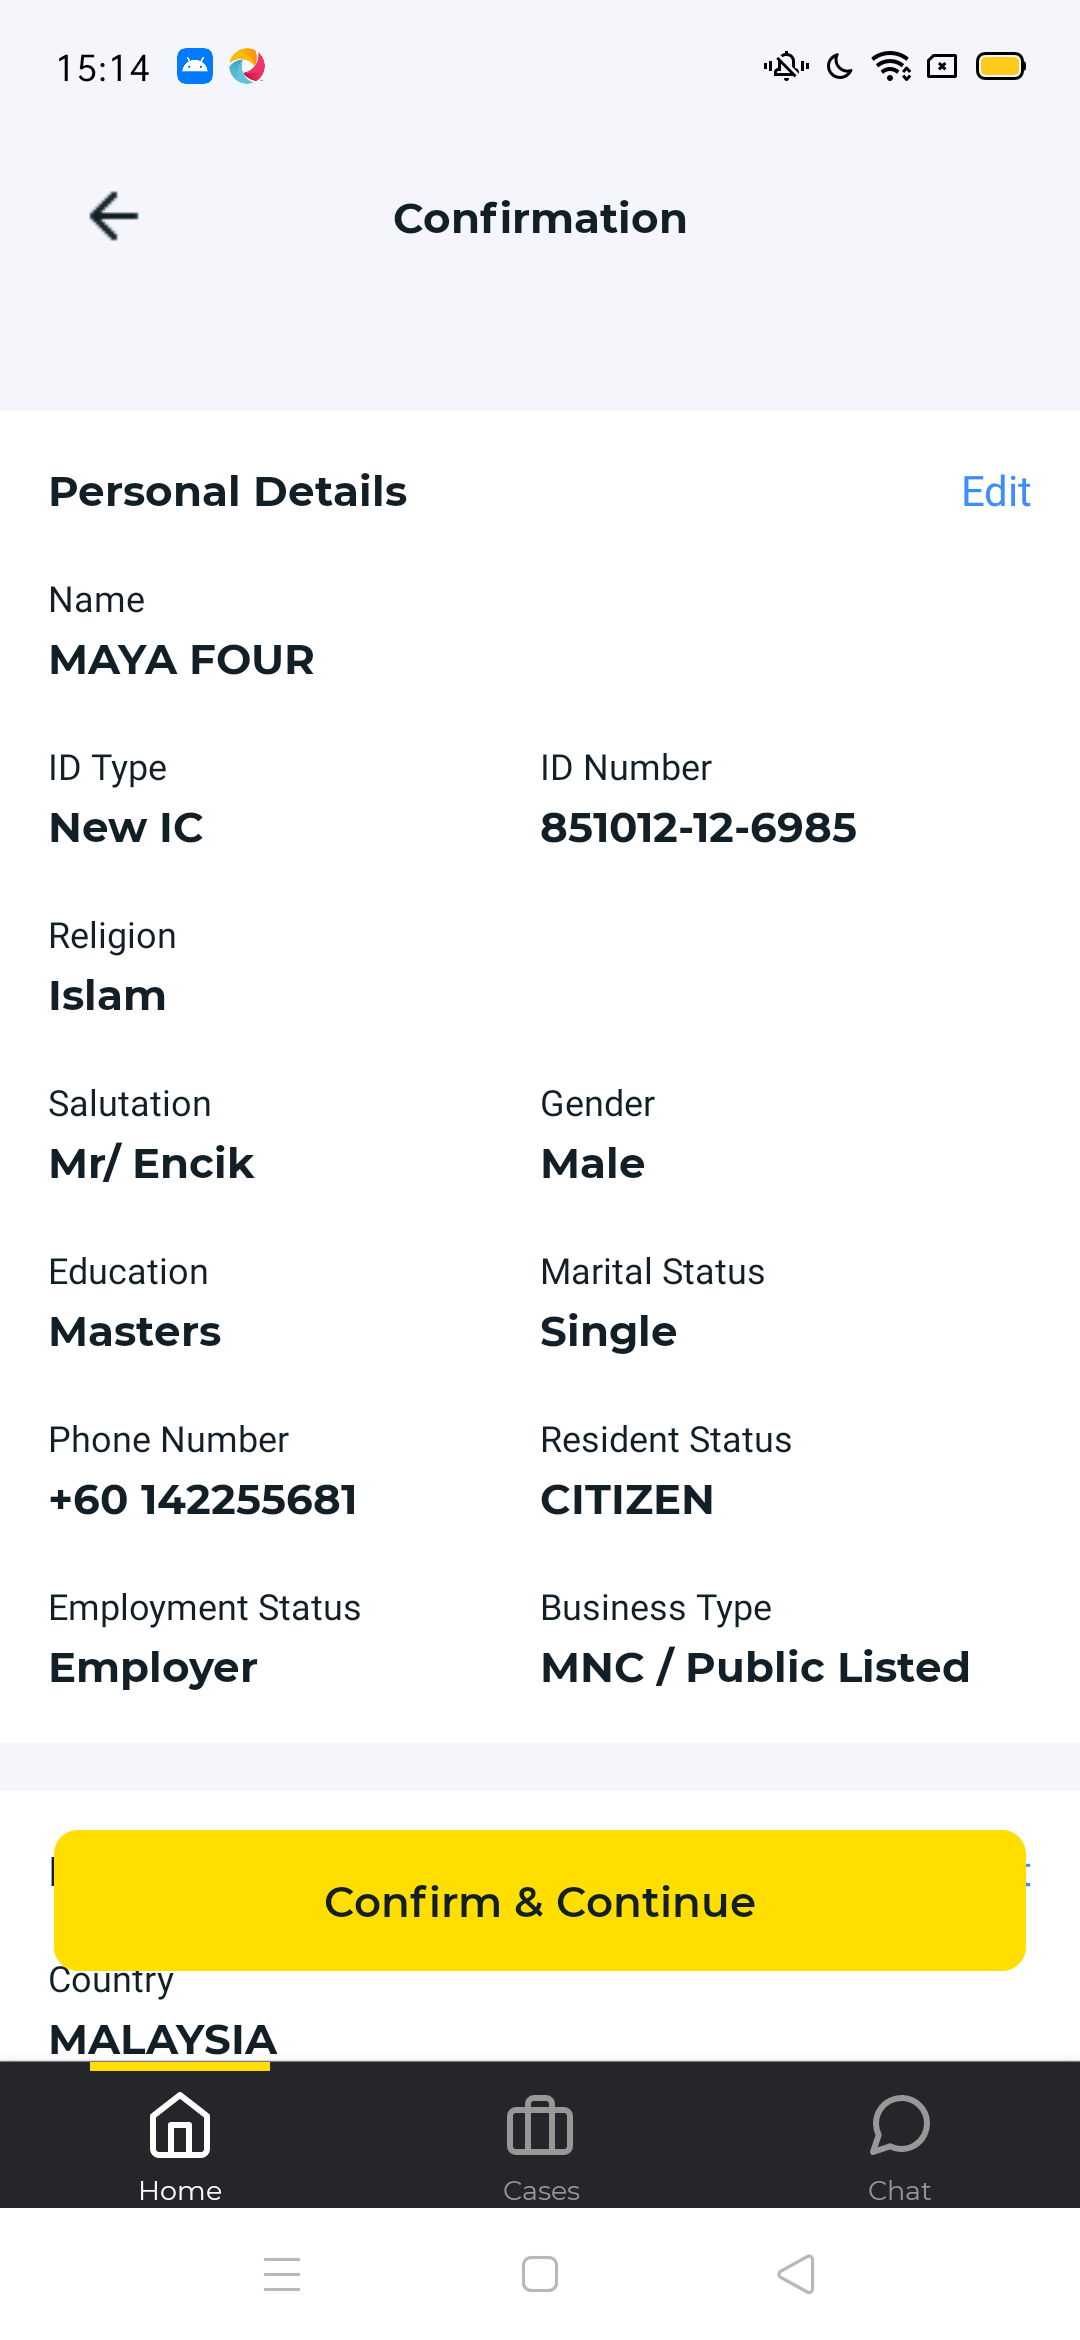 15:14
Confirmation
Personal Details Edit
Name
MAYA FOUR
ID Type ID Number
New IC 851012-12-6985
Religion
Islam
Salutation Gender
Mr/ Encik Male
Education Marital Status
Masters Single
Phone Number Resident Status
+60 142255681 CITIZEN
Employment Status Business Type
Employer MNC / Public Listed
Confirm & Continue
Country
MALAYSIA
Home Cases Chat